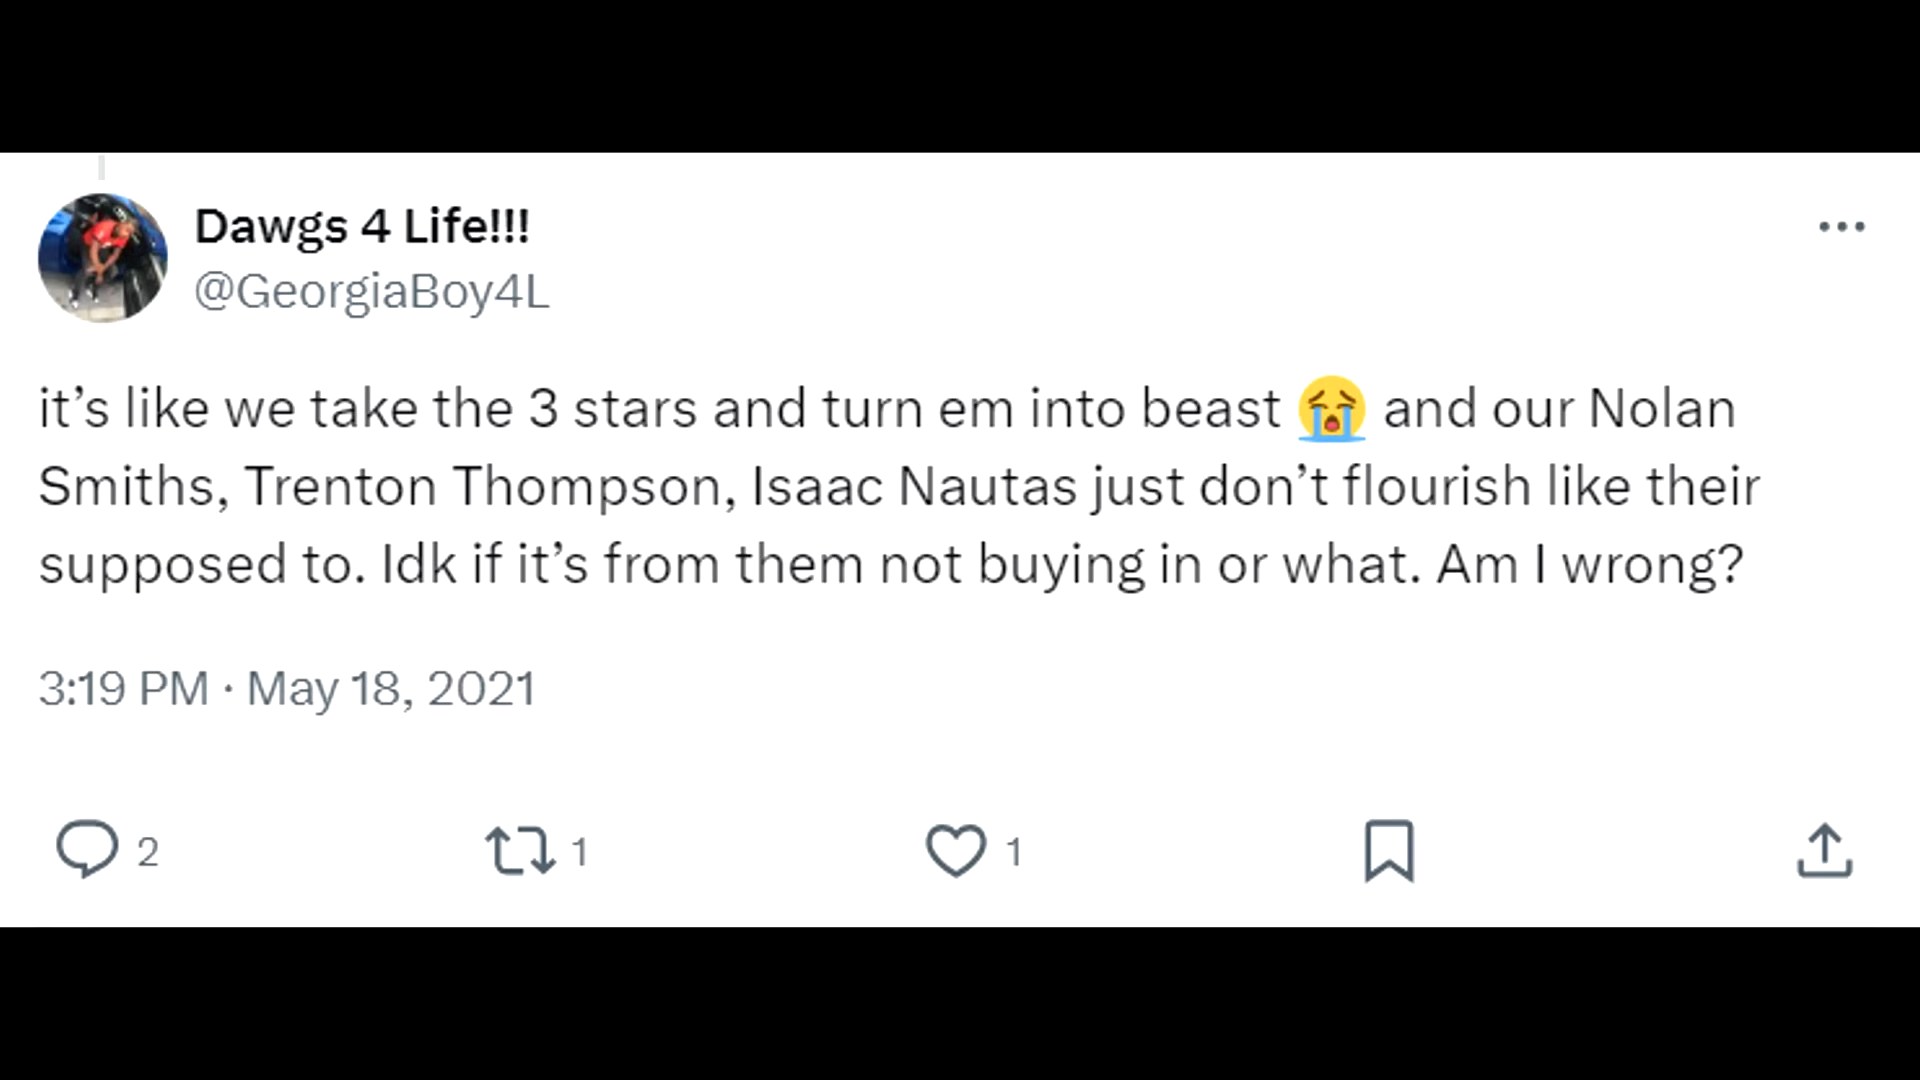 Dawgs 4 Life!!!
@GeorgiaBoy4L
it’s like we take the 3 stars and turn em into beast 😭 and our Nolan
Smiths, Trenton Thompson, Isaac Nautas just don’t flourish like their
supposed to. Idk if it’s from them not buying in or what. Am I wrong?
3:19 PM · May 18, 2021
2 1 1